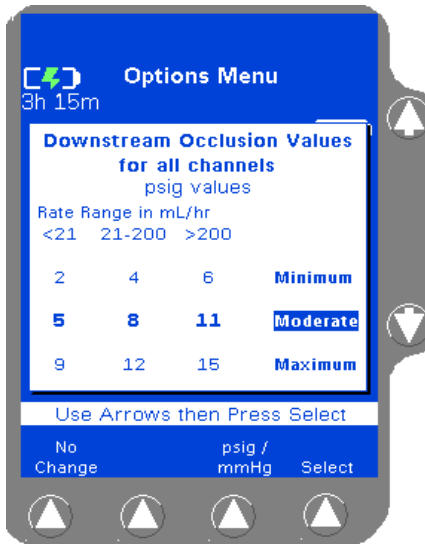 Options Menu
3h 15m
Downstream Occlusion Values
for all channels
psig values
Rate Range in mL/hr
<21 21-200 >200
2 4 6 Minimum
5 8 11 Moderate
9 12 15 Maximum
Use Arrows then Press Select
No psig /
Change mmHg Select